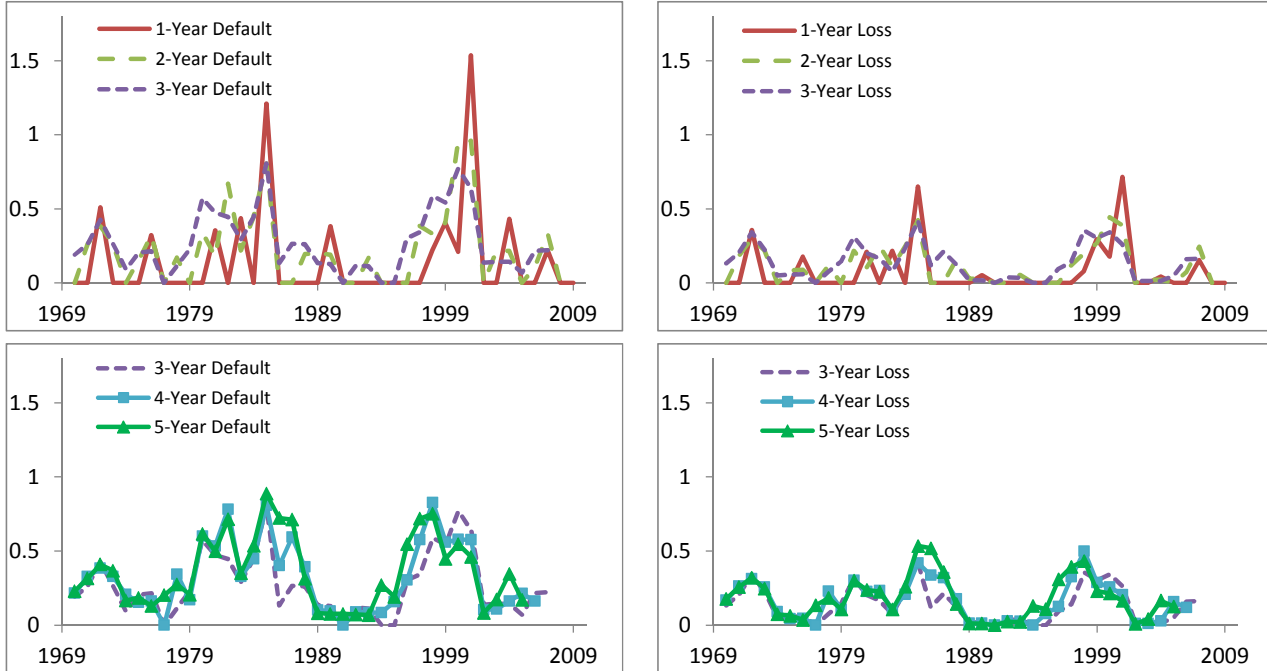 1-Year Default
2-Year Default
3-Year Default
1.5
1
0.5
0
1969 1979 1989 1999 2009
1-Year Loss
2-Year Loss
3-Year Loss
1.5
1
0.5
0
1969 1979 1989 1999 2009
3-Year Default
4-Year Default
5-Year Default
1.5
1
0.5
0
1969 1979 1989 1999 2009
3-Year Loss
4-Year Loss
5-Year Loss
1.5
1
0.5
0
1969 1979 1989 1999 2009